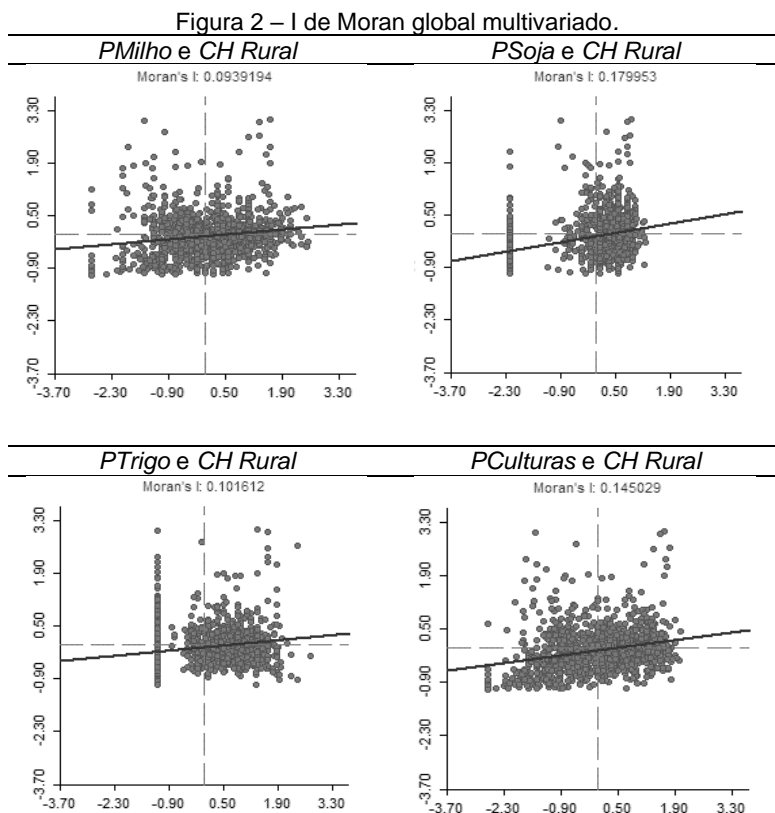 Figura 2 – I de Moran global multivariado.
PMilho e CH Rural
PSoja e CH Rural
Moran's I: 0.0939194
Moran's I: 0.179953
3.30
1.90
0.50
-0.90
-2.30
-3.70
-3.70 -2.30 -0.90 0.50 1.90 3.30
3.30
1.90
0.50
-0.90
-2.30
-3.70
-3.70 -2.30 -0.90 0.50 1.90 3.30
PTrigo e CH Rural
PCulturas e CH Rural
Moran's I: 0.101612
Moran's I: 0.145029
3.30
1.90
0.50
-0.90
-2.30
-3.70
-3.70 -2.30 -0.90 0.50 1.90 3.30
3.30
1.90
0.50
-0.90
-2.30
-3.70
-3.70 -2.30 -0.90 0.50 1.90 3.30